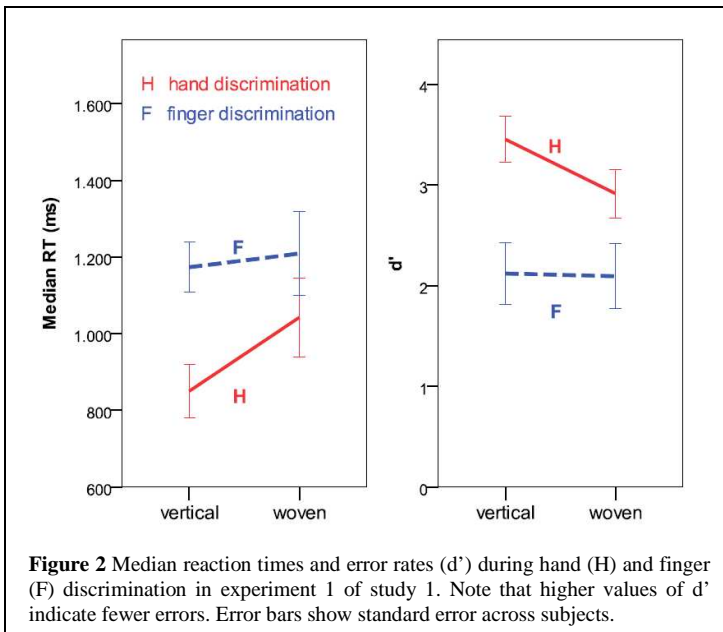 H hand discrimination
F finger discrimination
Median RT (ms)
1.600
1.400
1.200
1.000
800
600
F
H
vertical woven
d'
4
3
2
1
0
H
F
vertical woven
Figure 2 Median reaction times and error rates (d’) during hand (H) and finger
(F) discrimination in experiment 1 of study 1. Note that higher values of d’
indicate fewer errors. Error bars show standard error across subjects.